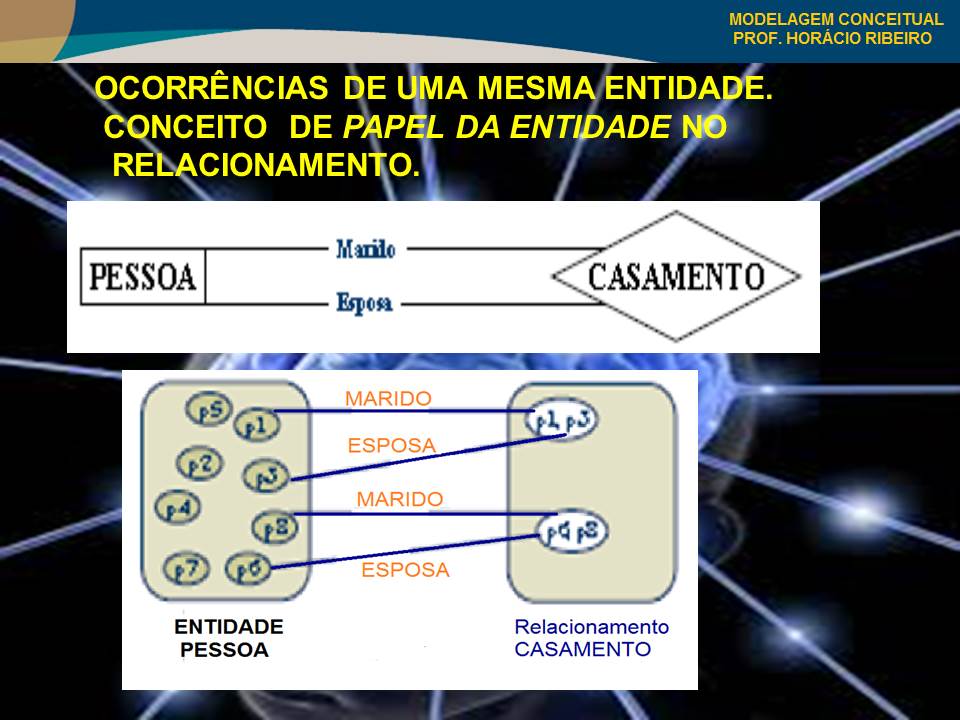 MODELAGEM CONCEITUAL
PROF. HORÁCIO RIBEIRO
OCORRÊNCIAS DE UMA MESMA ENTIDADE.
CONCEITO DE PAPEL DA ENTIDADE NO
RELACIONAMENTO.
Marido
PESSOA
CASAMENTO
Esposa
MARIDO
p5
p1
p1, p3
ESPOSA
p2
p3
MARIDO
p4
p8
p8
p7
p6
ESPOSA
ENTIDADE
PESSOA
Relacionamento
CASAMENTO